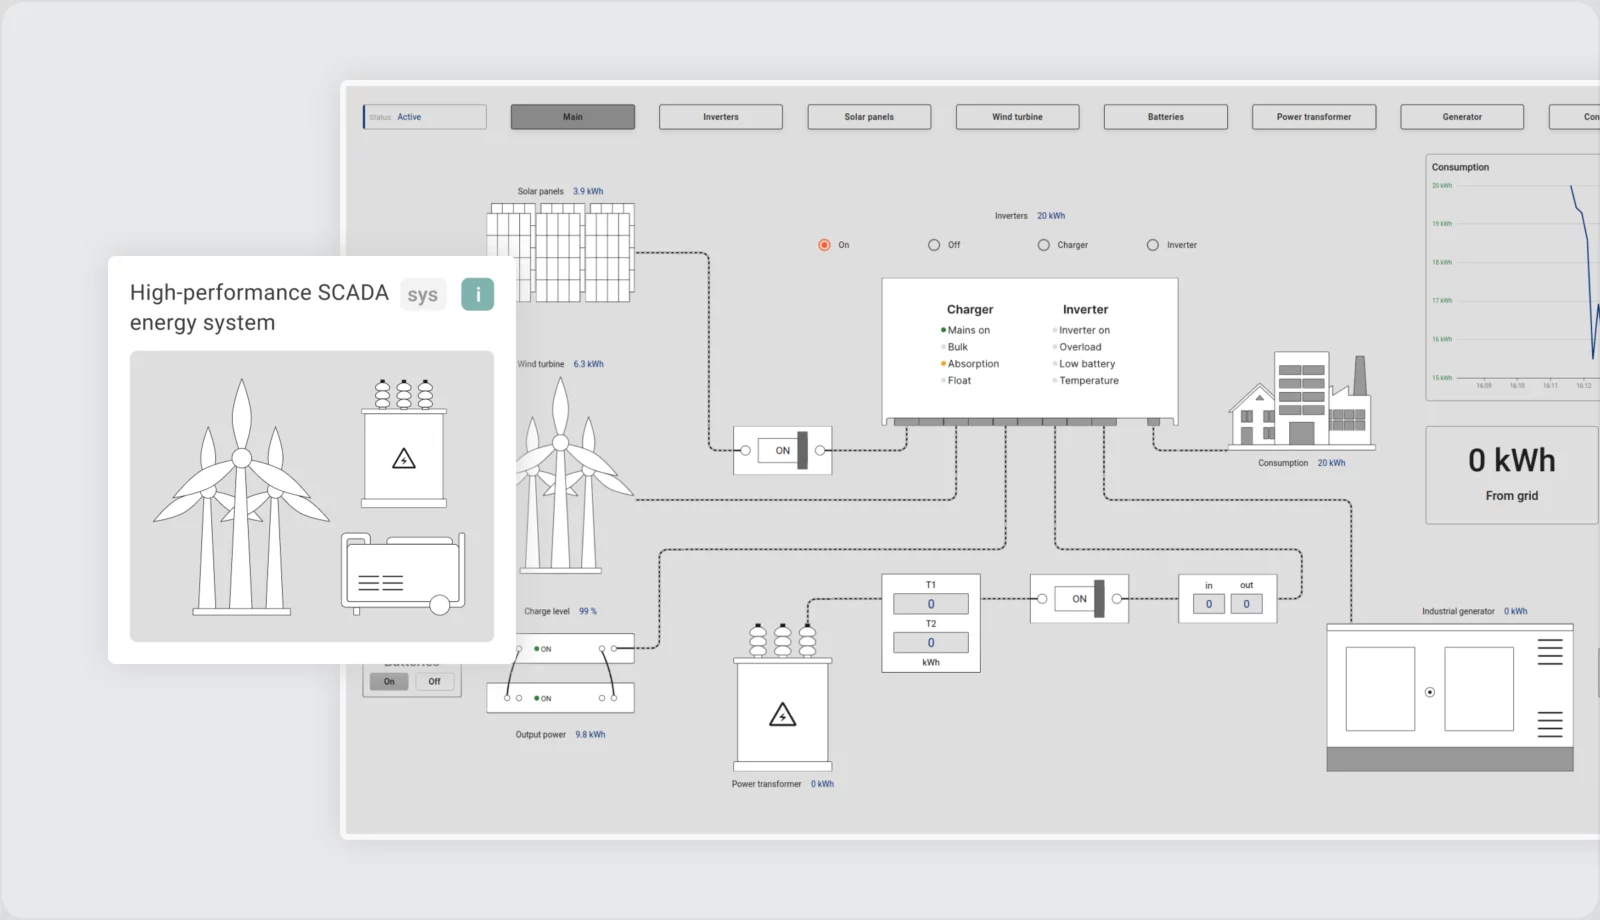 Status: Active
Main
Inverters
Solar panels
Wind turbine
Batteries
Power transformer
Generator
Con
Solar panels 3.9 kWh
Inverters 20 kWh
On
Off
Charger
Inverter
Consumption
20 kWh
19 kWh
18 kWh
17 kWh
16 kWh
15 kWh
16:09 16:10 16:11 16:12
High-performance SCADA
energy system
sys
i
Charger
Mains on
Bulk
Absorption
Float
Inverter
Inverter on
Overload
Low battery
Temperature
Wind turbine 6.3 kWh
ON
Consumption 20 kWh
0 kWh
From grid
T1
0
T2
0
kWh
ON
in out
0 0
Charge level 99 %
ON
ON
Output power 9.8 kWh
Batteries
On Off
Power transformer 0 kWh
Industrial generator 0 kWh